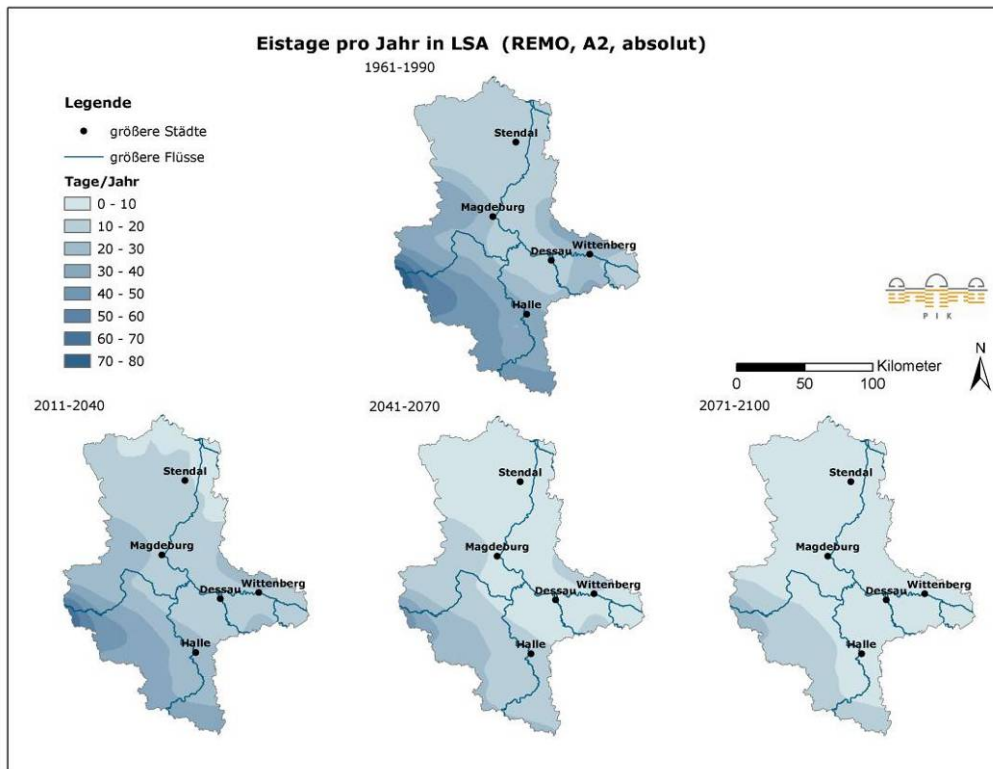 Eistage pro Jahr in LSA (REMO, A2, absolut)
1961-1990
Legende
größere Städte
größere Flüsse
Tage/Jahr
0 - 10
10 - 20
20 - 30
30 - 40
40 - 50
50 - 60
60 - 70
70 - 80
Stendal
Magdeburg
Dessau
Wittenberg
Halle
P I K
Kilometer
0 50 100
N
2011-2040
Stendal
Magdeburg
Dessau
Wittenberg
Halle
2041-2070
Stendal
Magdeburg
Dessau
Wittenberg
Halle
2071-2100
Stendal
Magdeburg
Dessau
Wittenberg
Halle